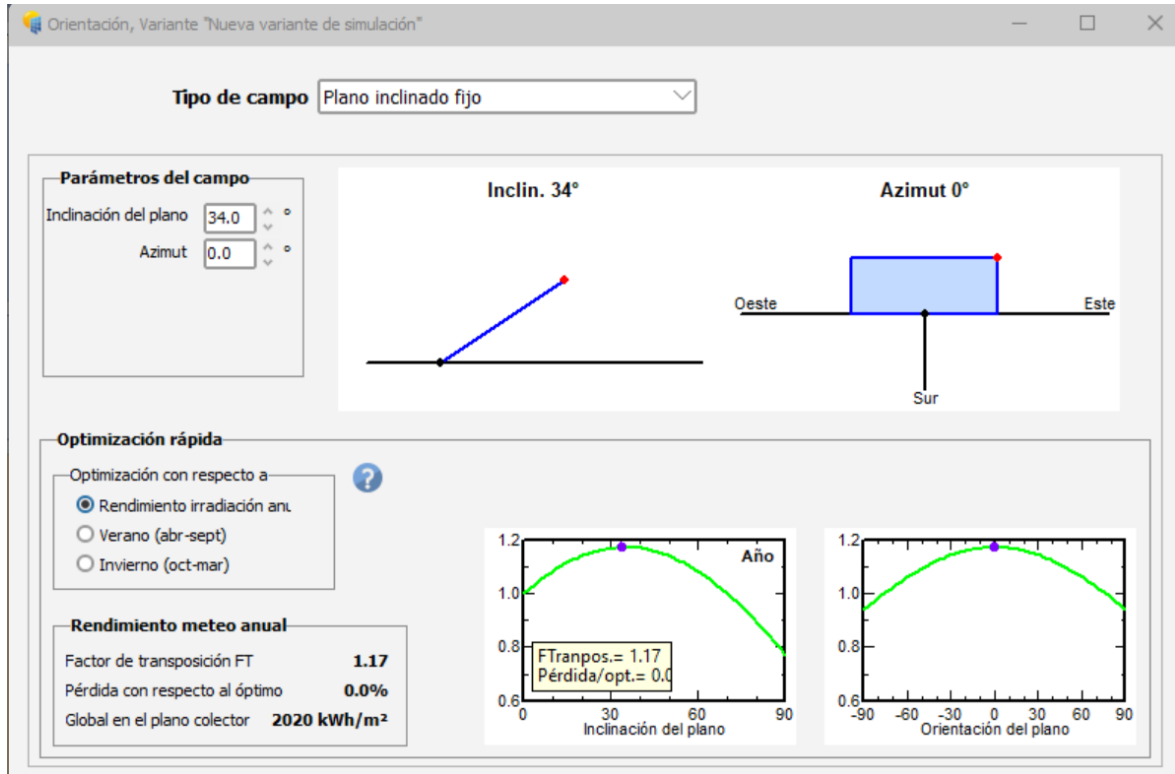 Orientación, Variante "Nueva variante de simulación"
Tipo de campo Plano inclinado fijo
Parámetros del campo
Inclinación del plano 34.0 °
Azimut 0.0 °
Inclin. 34°
Azimut 0°
Oeste
Este
Sur
Optimización rápida
Optimización con respecto a
Rendimiento irradiación anu
Verano (abr-sept)
Invierno (oct-mar)
?
Rendimiento meteo anual
Factor de transposición FT 1.17
Pérdida con respecto al óptimo 0.0%
Global en el plano colector 2020 kWh/m²
1.2
1.0
0.8
0.6
Año
FTranpos.= 1.17
Pérdida/opt.= 0.0
0 30 60 90
Inclinación del plano
1.2
1.0
0.8
0.6
-90 -60 -30 0 30 60 90
Orientación del plano